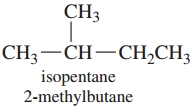 CH₃
CH₃—CH—CH₂CH₃
isopentane
2-methylbutane